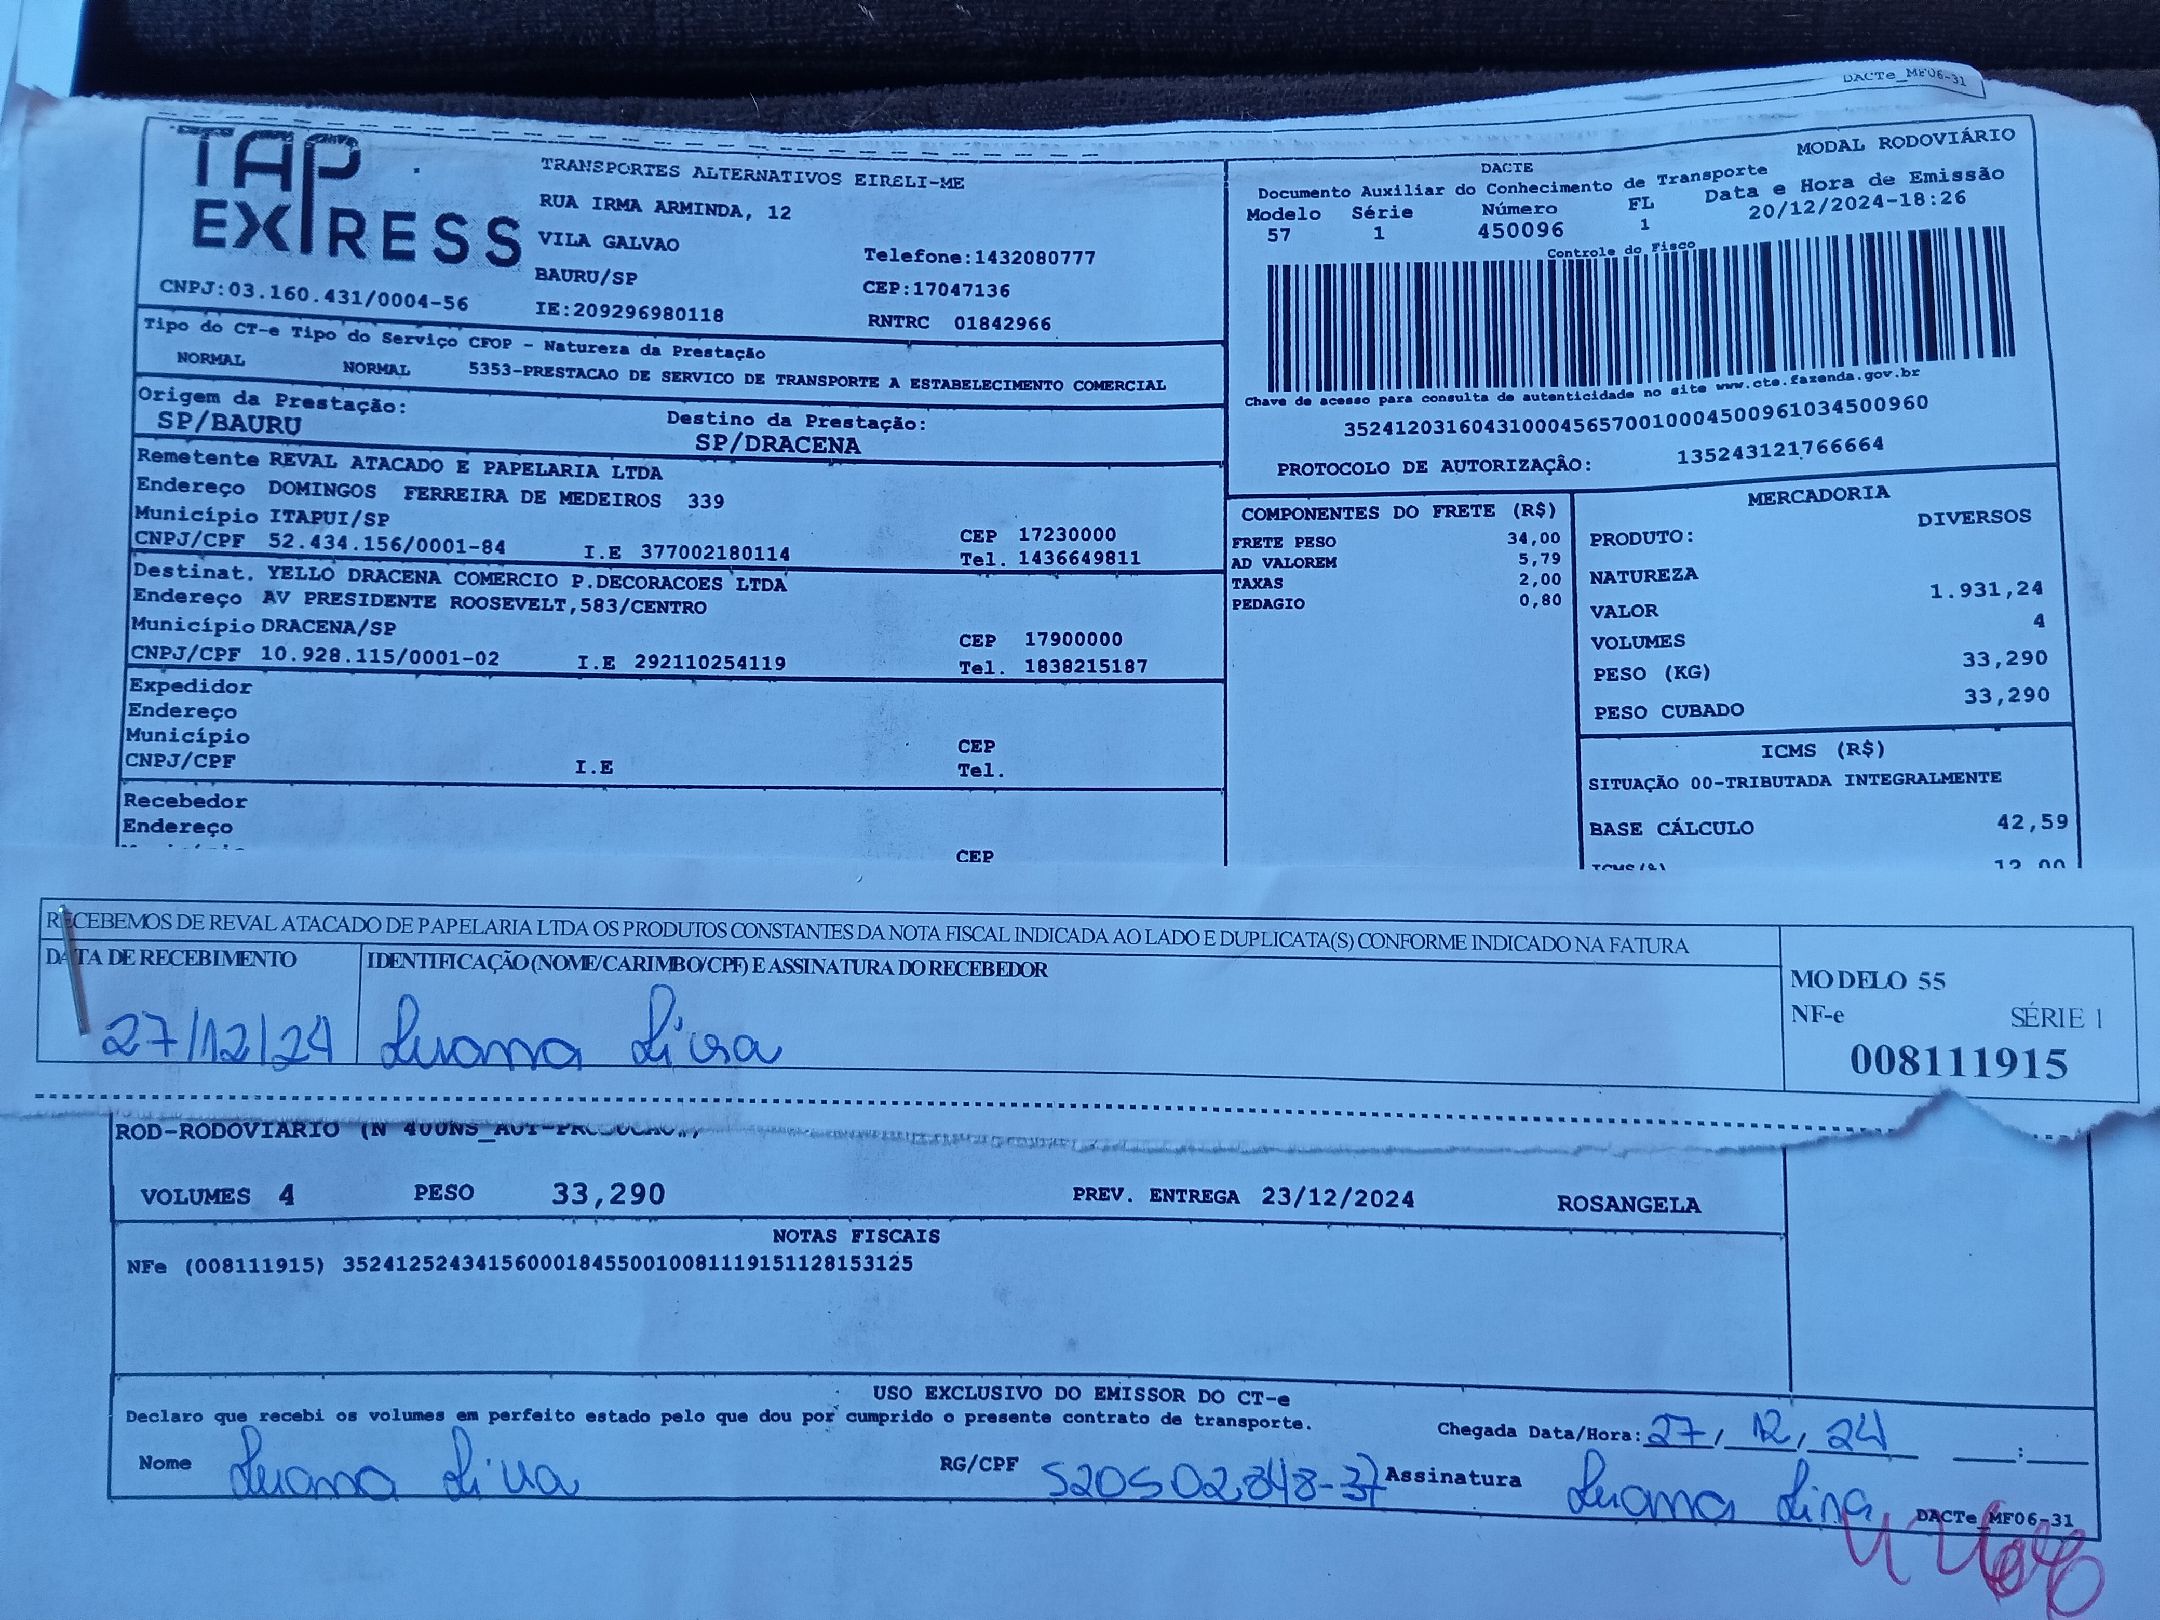 DACTe_MF06-31
TAP EXPRESS
TRANSPORTES ALTERNATIVOS EIRELI-ME
RUA IRMA ARMINDA, 12
VILA GALVAO
Telefone:1432080777
BAURU/SP
CEP:17047136
CNPJ:03.160.431/0004-56
IE:209296980118
RNTRC 01842966
MODAL RODOVIÁRIO
DACTE
Documento Auxiliar do Conhecimento de Transporte
Modelo Série Número FL Data e Hora de Emissão
57 1 450096 1 20/12/2024-18:26
Controle do Fisco
Chave de acesso para consulta de autenticidade no site www.cte.fazenda.gov.br
35241203160431000456570010004500961034500960
PROTOCOLO DE AUTORIZAÇÃO: 135243121766664
Tipo do CT-e Tipo do Serviço CFOP - Natureza da Prestação
NORMAL NORMAL 5353-PRESTACAO DE SERVICO DE TRANSPORTE A ESTABELECIMENTO COMERCIAL
Origem da Prestação: Destino da Prestação:
SP/BAURU SP/DRACENA
Remetente REVAL ATACADO E PAPELARIA LTDA
Endereço DOMINGOS FERREIRA DE MEDEIROS 339
Município ITAPUI/SP CEP 17230000
CNPJ/CPF 52.434.156/0001-84 I.E 377002180114 Tel. 1436649811
Destinat. YELLO DRACENA COMERCIO P.DECORACOES LTDA
Endereço AV PRESIDENTE ROOSEVELT,583/CENTRO
Município DRACENA/SP CEP 17900000
CNPJ/CPF 10.928.115/0001-02 I.E 292110254119 Tel. 1838215187
Expedidor
Endereço
Município CEP
CNPJ/CPF I.E Tel.
Recebedor
Endereço
CEP
COMPONENTES DO FRETE (R$)
FRETE PESO 34,00
AD VALOREM 5,79
TAXAS 2,00
PEDAGIO 0,80
MERCADORIA
PRODUTO: DIVERSOS
NATUREZA
VALOR 1.931,24
VOLUMES 4
PESO (KG) 33,290
PESO CUBADO 33,290
ICMS (R$)
SITUAÇÃO 00-TRIBUTADA INTEGRALMENTE
BASE CÁLCULO 42,59
RECEBEMOS DE REVAL ATACADO DE PAPELARIA LTDA OS PRODUTOS CONSTANTES DA NOTA FISCAL INDICADA AO LADO E DUPLICATA(S) CONFORME INDICADO NA FATURA
DATA DE RECEBIMENTO IDENTIFICAÇÃO (NOME/CARIMBO/CPF) E ASSINATURA DO RECEBEDOR
27/12/24 Luana Lisa
MODELO 55
NF-e SÉRIE 1
008111915
ROD-RODOVIARIO
VOLUMES 4 PESO 33,290 PREV. ENTREGA 23/12/2024 ROSANGELA
NOTAS FISCAIS
NFe (008111915) 35241252434156000184550010081119151128153125
USO EXCLUSIVO DO EMISSOR DO CT-e
Declaro que recebi os volumes em perfeito estado pelo que dou por cumprido o presente contrato de transporte.
Chegada Data/Hora: 27/12/24 __:__
Nome Luana Lisa RG/CPF 520502848-37 Assinatura Luana Lisa
DACTe_MF06-31